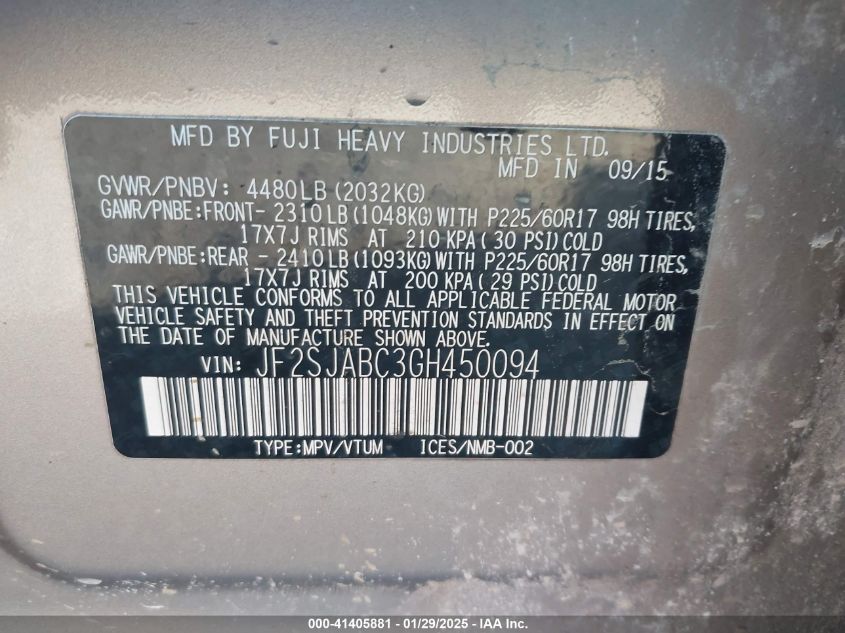 MFD BY FUJI HEAVY INDUSTRIES LTD.
MFD IN 09/15
GVWR/PNBV: 4480LB (2032KG)
GAWR/PNBE:FRONT- 2310LB(1048KG)WITH P225/60R17 98H TIRES,
17X7J RIMS AT 210 KPA( 30 PSI)COLD
GAWR/PNBE:REAR - 2410LB(1093KG)WITH P225/60R17 98H TIRES,
17X7J RIMS AT 200 KPA( 29 PSI)COLD
THIS VEHICLE CONFORMS TO ALL APPLICABLE FEDERAL MOTOR
VEHICLE SAFETY AND THEFT PREVENTION STANDARDS IN EFFECT ON
THE DATE OF MANUFACTURE SHOWN ABOVE.
VIN: JF2SJABC3GH450094
TYPE:MPV/VTUM ICES/NMB-002
000-41405881 / 01/29/2025 / IAA Inc.